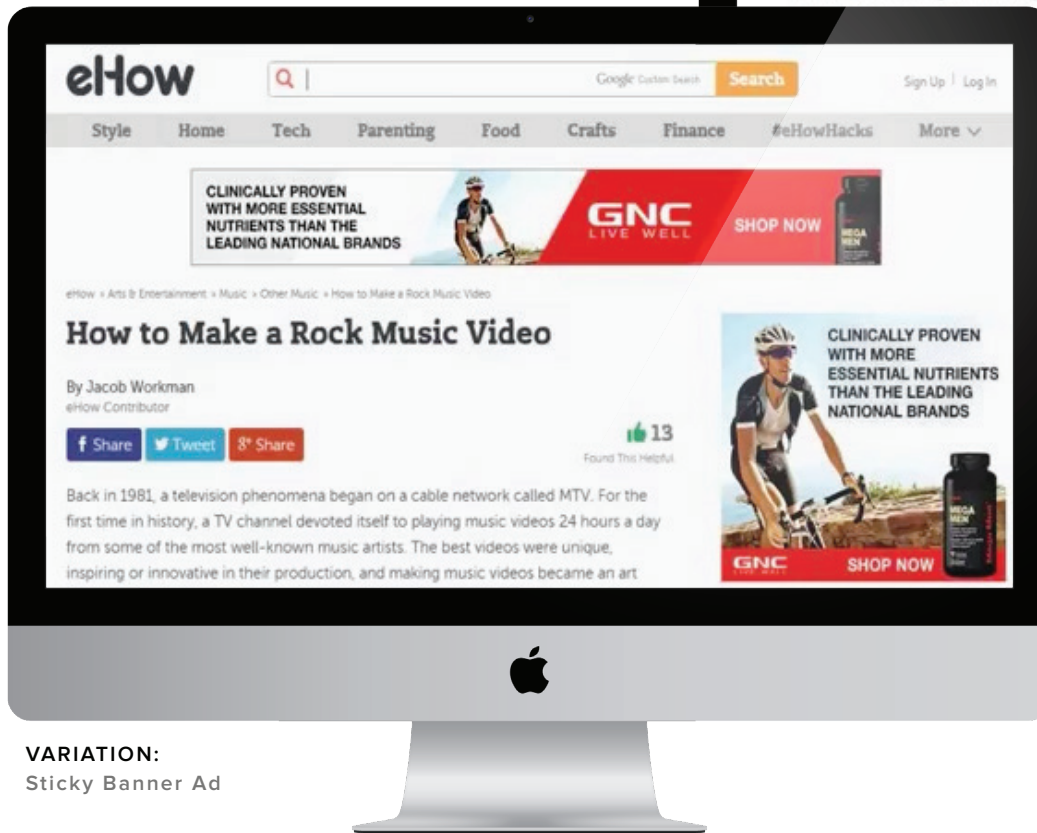 eHow
Google Custom Search
Search
Sign Up | Log In
Style Home Tech Parenting Food Crafts Finance #eHowHacks More
CLINICALLY PROVEN
WITH MORE ESSENTIAL
NUTRIENTS THAN THE
LEADING NATIONAL BRANDS
GNC
LIVE WELL
SHOP NOW
MEGA
MEN
eHow » Arts & Entertainment » Music » Other Music » How to Make a Rock Music Video
How to Make a Rock Music Video
By Jacob Workman
eHow Contributor
f Share
Tweet
8+ Share
13
Found This Helpful
Back in 1981, a television phenomena began on a cable network called MTV. For the
first time in history, a TV channel devoted itself to playing music videos 24 hours a day
from some of the most well-known music artists. The best videos were unique,
inspiring or innovative in their production, and making music videos became an art
CLINICALLY PROVEN
WITH MORE
ESSENTIAL NUTRIENTS
THAN THE LEADING
NATIONAL BRANDS
MEGA
MEN
GNC
LIVE WELL
SHOP NOW
VARIATION:
Sticky Banner Ad